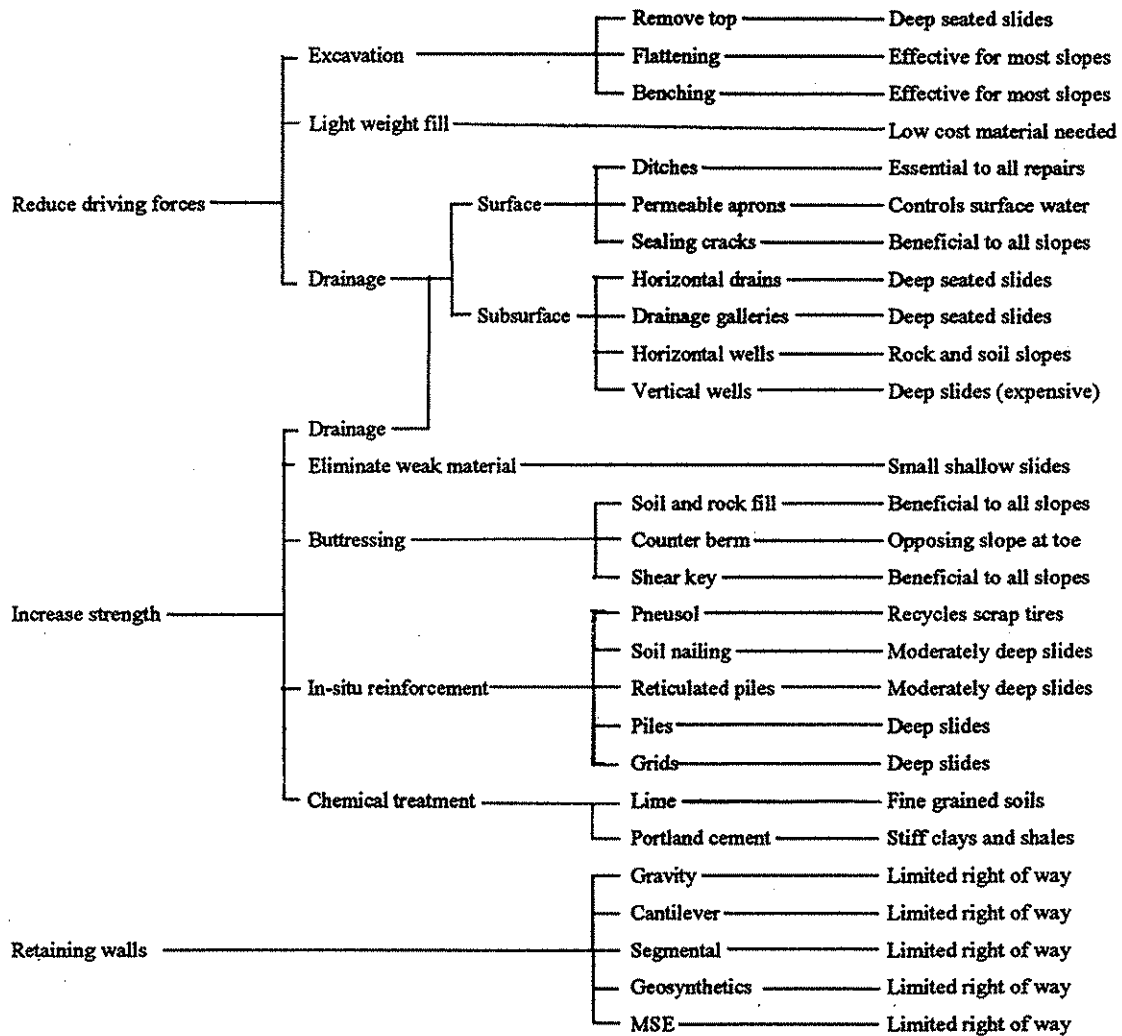 Remove top Deep seated slides
Excavation Flattening Effective for most slopes
Benching Effective for most slopes
Light weight fill Low cost material needed
Ditches Essential to all repairs
Reduce driving forces Surface Permeable aprons Controls surface water
Sealing cracks Beneficial to all slopes
Drainage Horizontal drains Deep seated slides
Subsurface Drainage galleries Deep seated slides
Horizontal wells Rock and soil slopes
Vertical wells Deep slides (expensive)
Drainage
Eliminate weak material Small shallow slides
Soil and rock fill Beneficial to all slopes
Buttressing Counter berm Opposing slope at toe
Shear key Beneficial to all slopes
Increase strength Pneusol Recycles scrap tires
Soil nailing Moderately deep slides
In-situ reinforcement Reticulated piles Moderately deep slides
Piles Deep slides
Grids Deep slides
Chemical treatment Lime Fine grained soils
Portland cement Stiff clays and shales
Gravity Limited right of way
Cantilever Limited right of way
Retaining walls Segmental Limited right of way
Geosynthetics Limited right of way
MSE Limited right of way